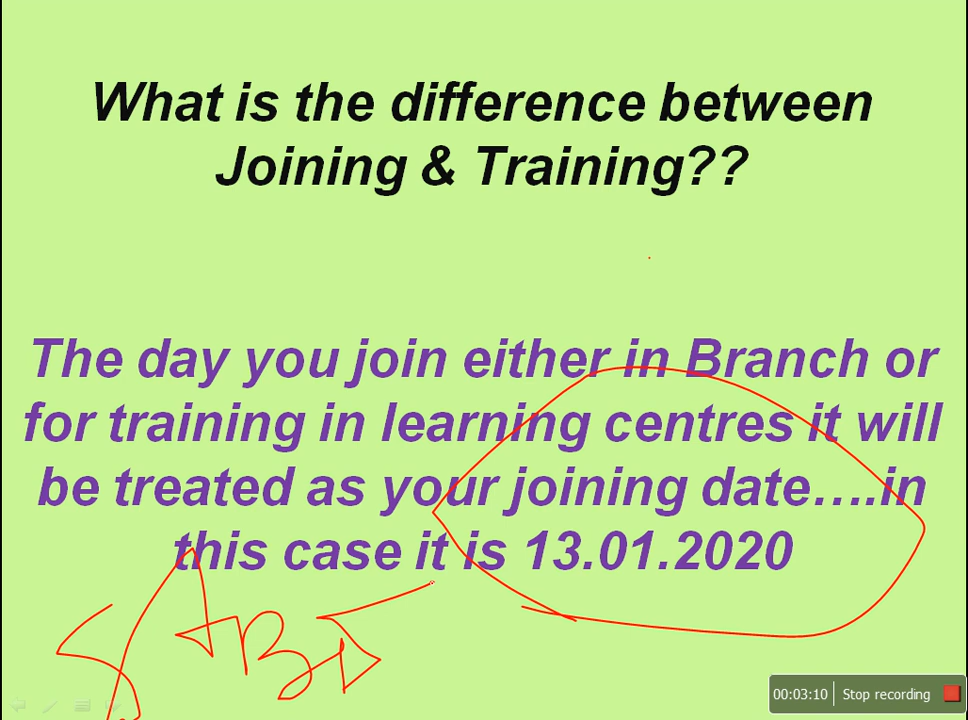 What is the difference between
Joining & Training??
The day you join either in Branch or
for training in learning centres it will
be treated as your joining date….in
this case it is 13.01.2020
00:03:10 Stop recording